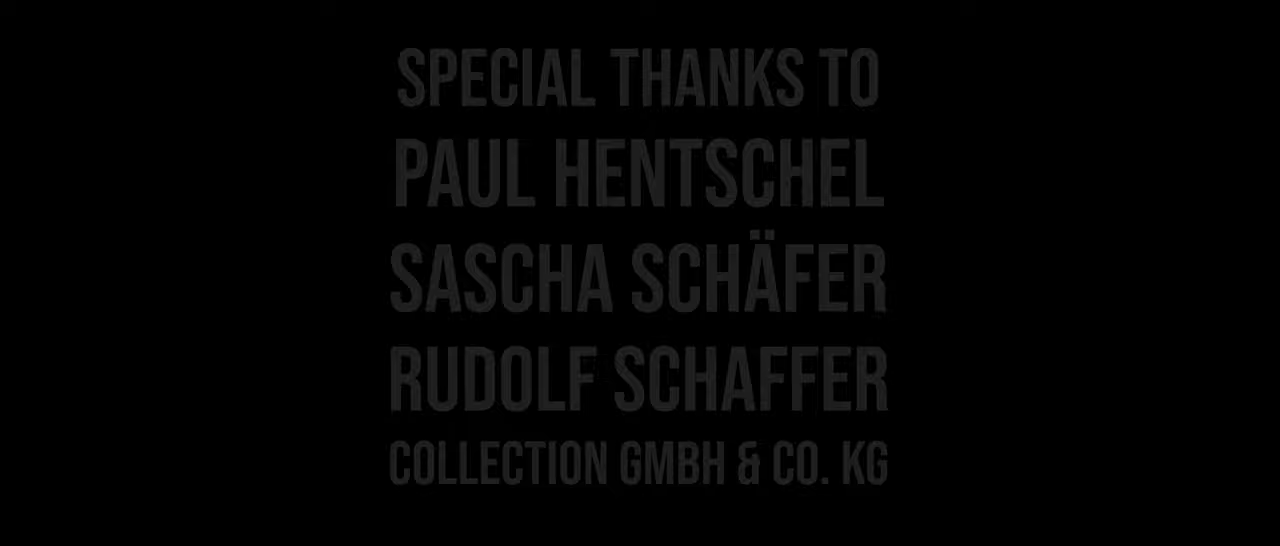 SPECIAL THANKS TO
PAUL HENTSCHEL
SASCHA SCHÄFER
RUDOLF SCHAFFER
COLLECTION GMBH & CO. KG